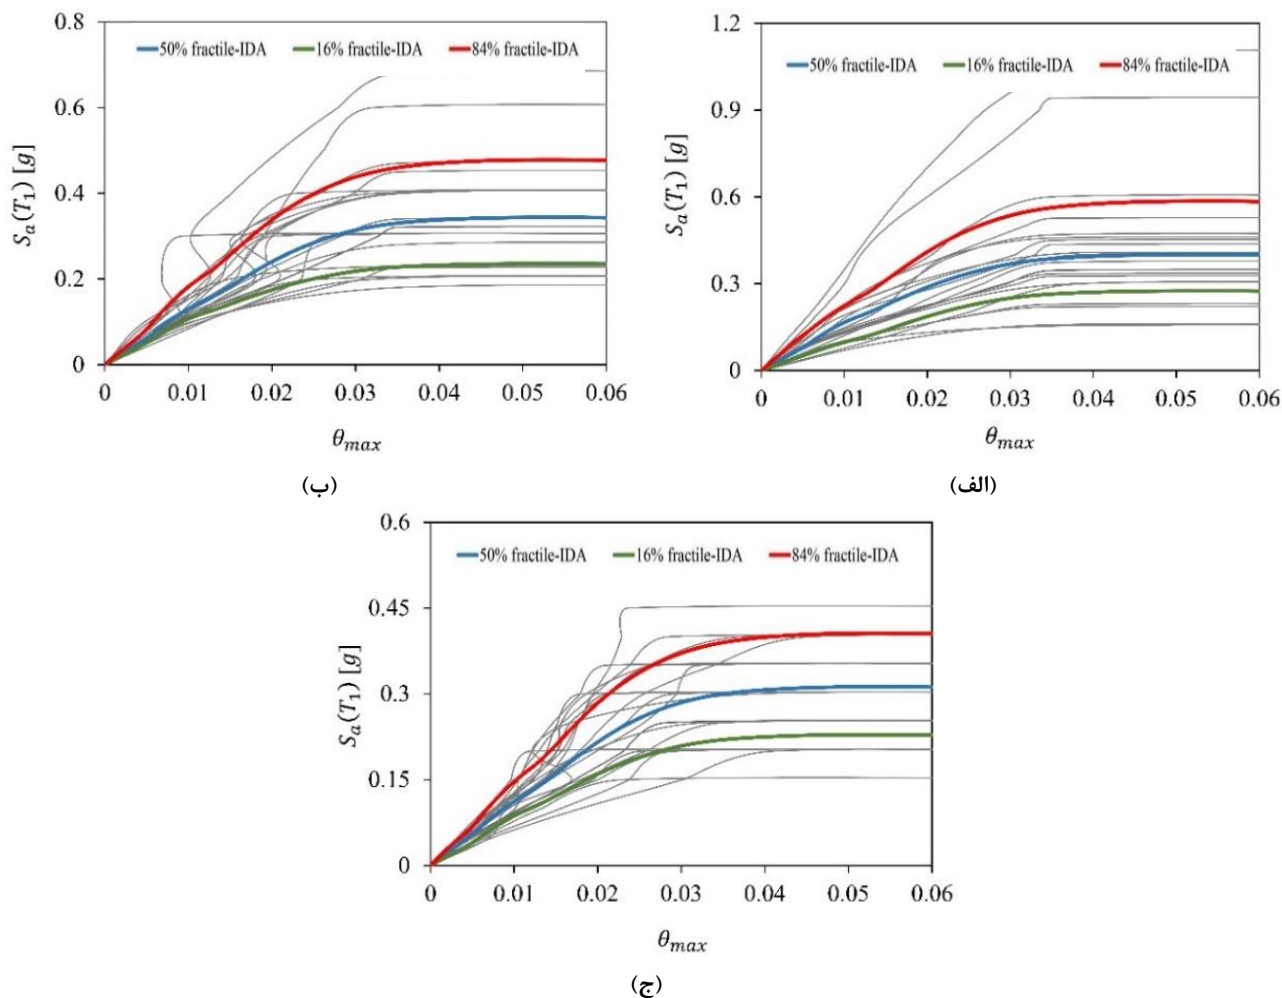 0.8
50% fractile-IDA 16% fractile-IDA 84% fractile-IDA
0.6
0.4
0.2
0
S_a(T_1) [g]
0 0.01 0.02 0.03 0.04 0.05 0.06
θ_max
(ب)
1.2
50% fractile-IDA 16% fractile-IDA 84% fractile-IDA
0.9
0.6
0.3
0
S_a(T_1) [g]
0 0.01 0.02 0.03 0.04 0.05 0.06
θ_max
(الف)
0.6
50% fractile-IDA 16% fractile-IDA 84% fractile-IDA
0.45
0.3
0.15
0
S_a(T_1) [g]
0 0.01 0.02 0.03 0.04 0.05 0.06
θ_max
(ج)